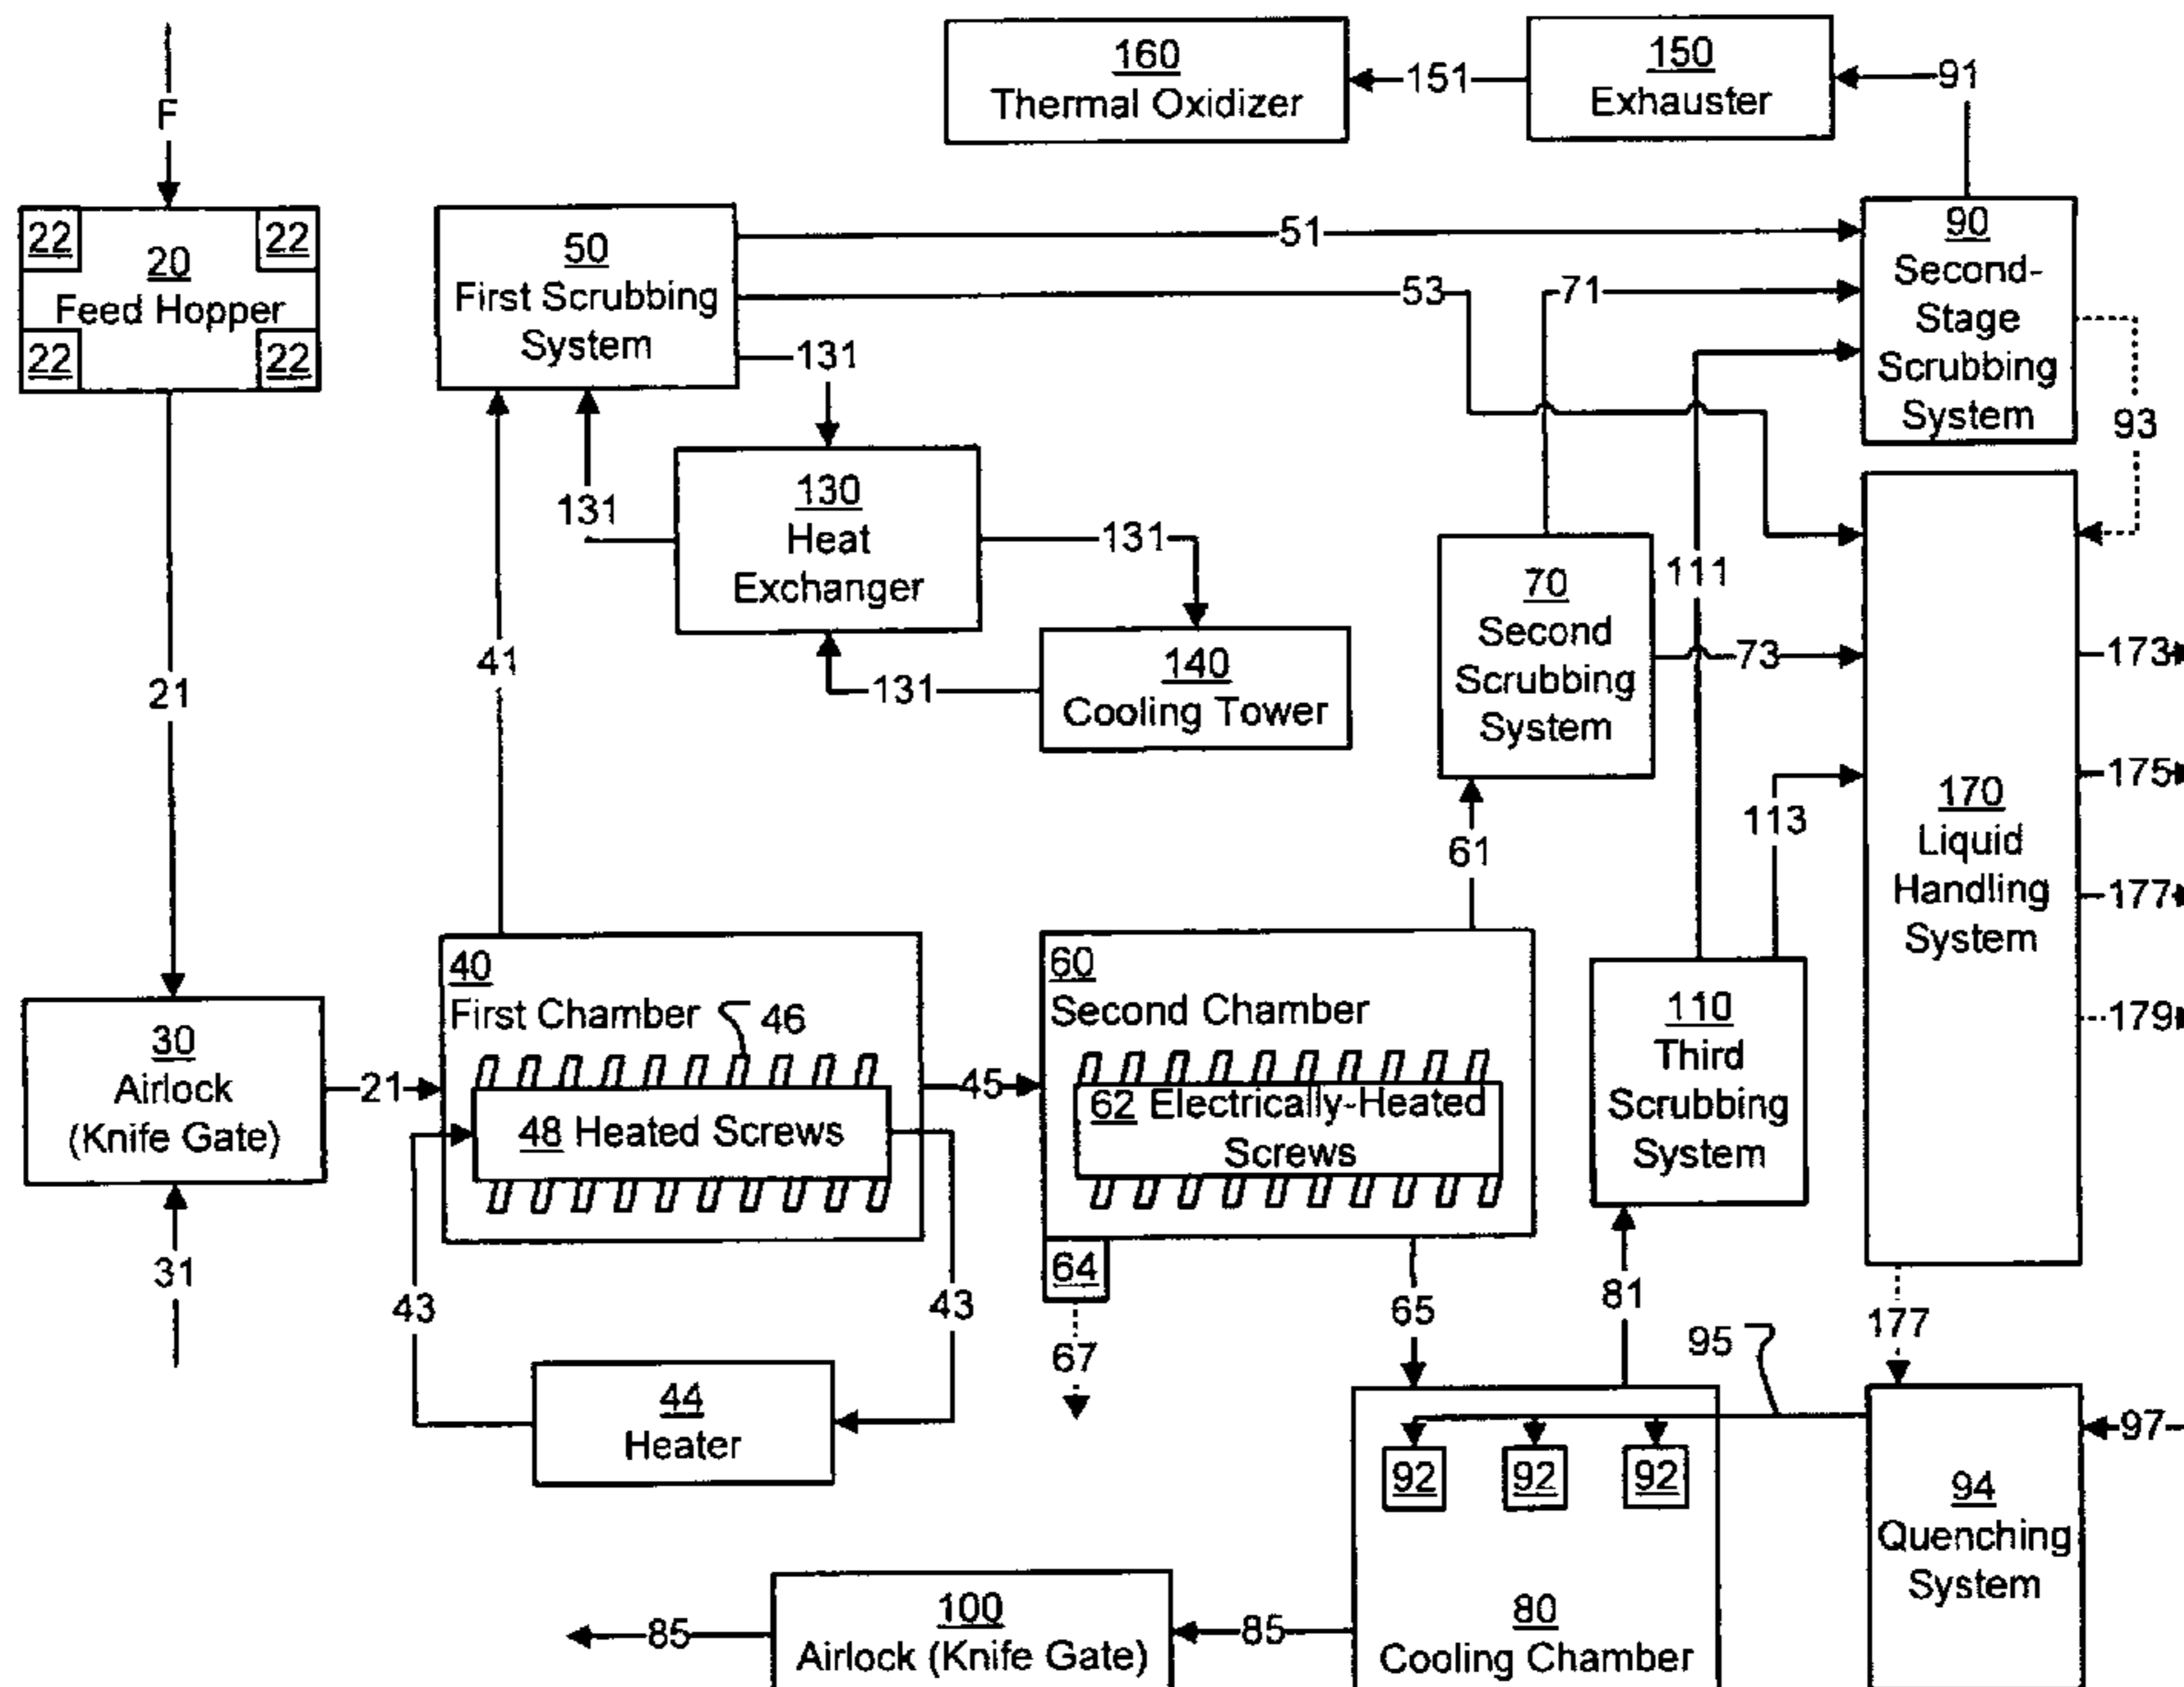 F
160
Thermal Oxidizer
151
150
Exhauster
91
22
22
20
Feed Hopper
22
22
50
First Scrubbing
System
51
53
71
90
Second-
Stage
Scrubbing
System
93
131
131
130
Heat
Exchanger
131
131
140
Cooling Tower
111
70
Second
Scrubbing
System
73
41
21
61
113
170
Liquid
Handling
System
173
175
177
179
30
Airlock
(Knife Gate)
21
31
40
First Chamber
46
48 Heated Screws
45
60
Second Chamber
62 Electrically-Heated
Screws
64
67
65
110
Third
Scrubbing
System
81
43
43
44
Heater
95
177
97
92
92
92
94
Quenching
System
85
100
Airlock (Knife Gate)
85
80
Cooling Chamber